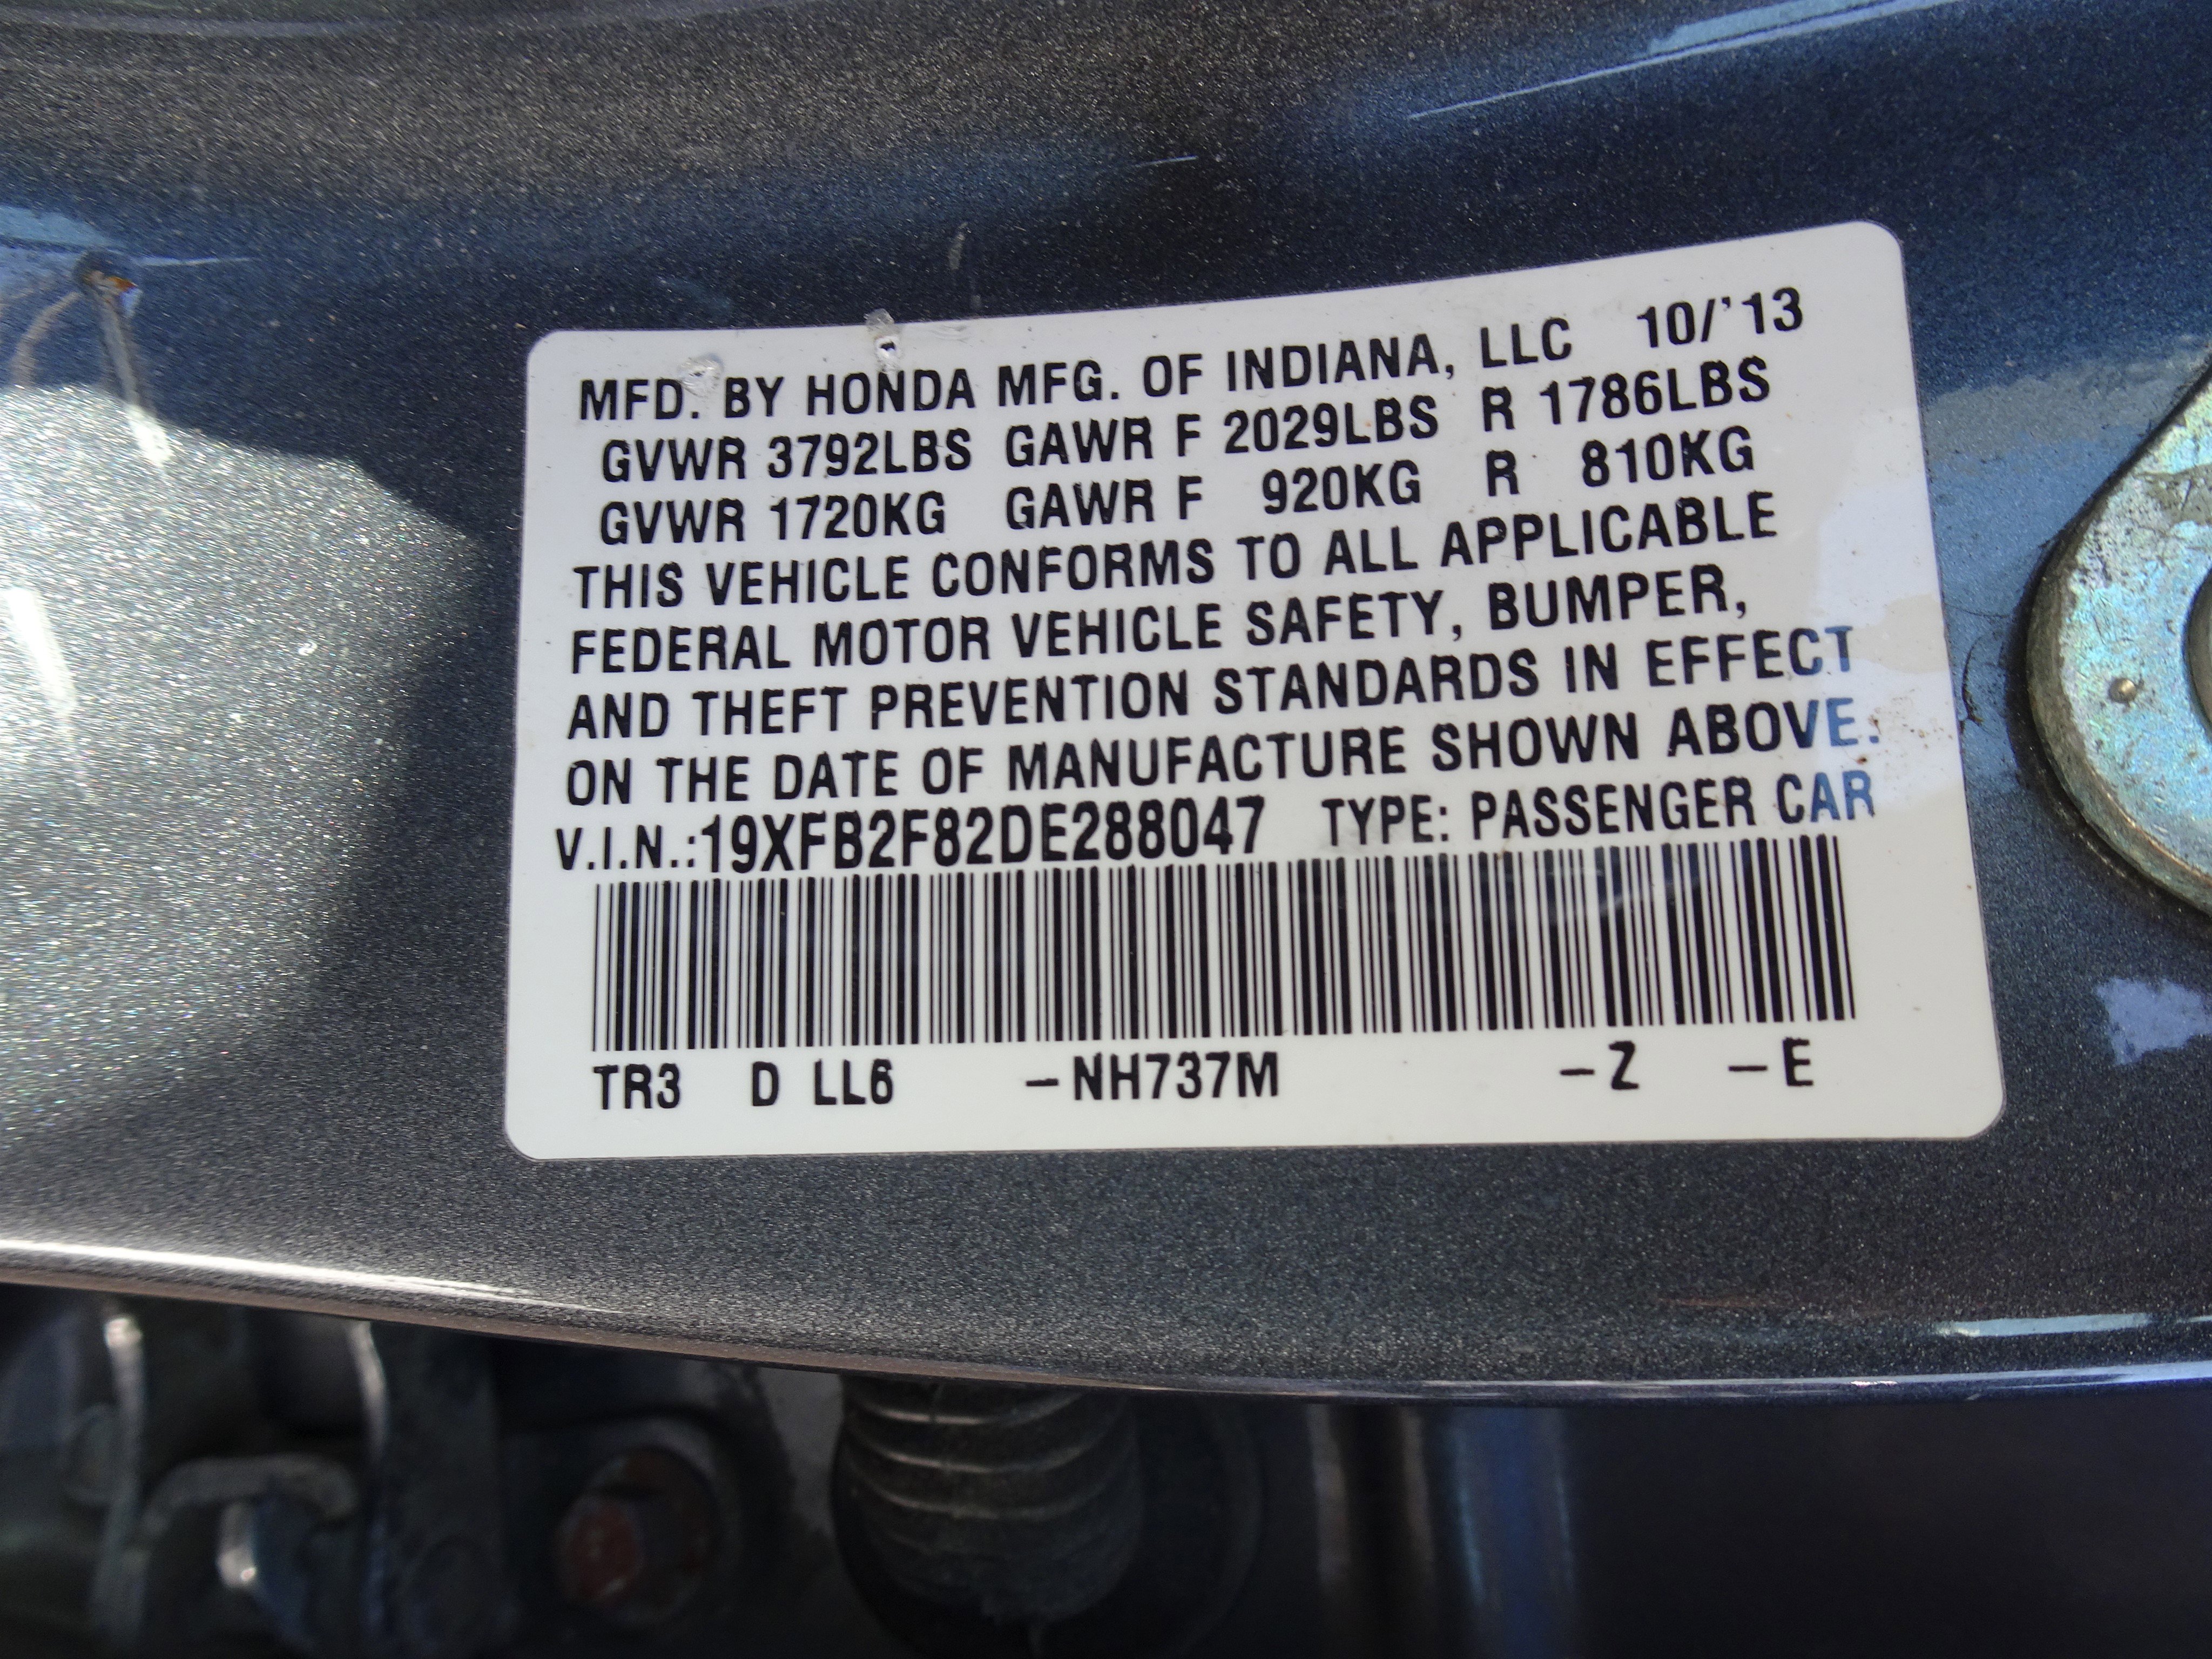 MFD. BY HONDA MFG. OF INDIANA, LLC 10/'13
GVWR 3792LBS GAWR F 2029LBS R 1786LBS
GVWR 1720KG GAWR F 920KG R 810KG
THIS VEHICLE CONFORMS TO ALL APPLICABLE
FEDERAL MOTOR VEHICLE SAFETY, BUMPER,
AND THEFT PREVENTION STANDARDS IN EFFECT
ON THE DATE OF MANUFACTURE SHOWN ABOVE.
V.I.N.:19XFB2F82DE288047 TYPE: PASSENGER CAR
TR3 D LL6 -NH737M -Z -E